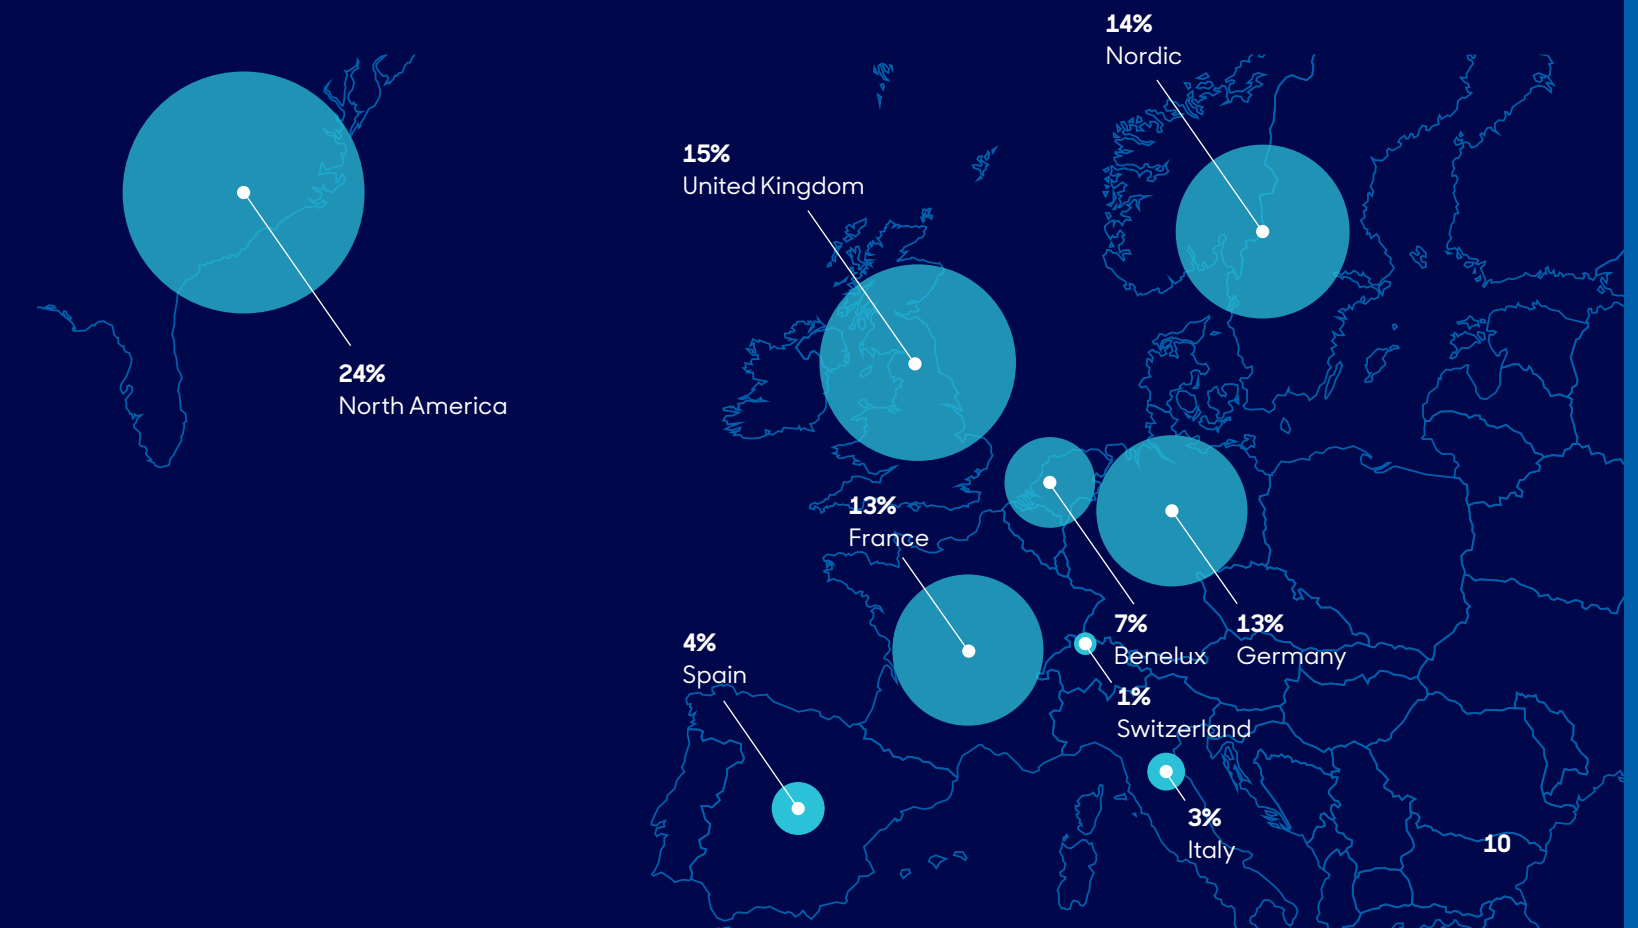 14%
Nordic
15%
United Kingdom
24%
North America
13%
France
7%
Benelux
13%
Germany
4%
Spain
1%
Switzerland
3%
Italy
10